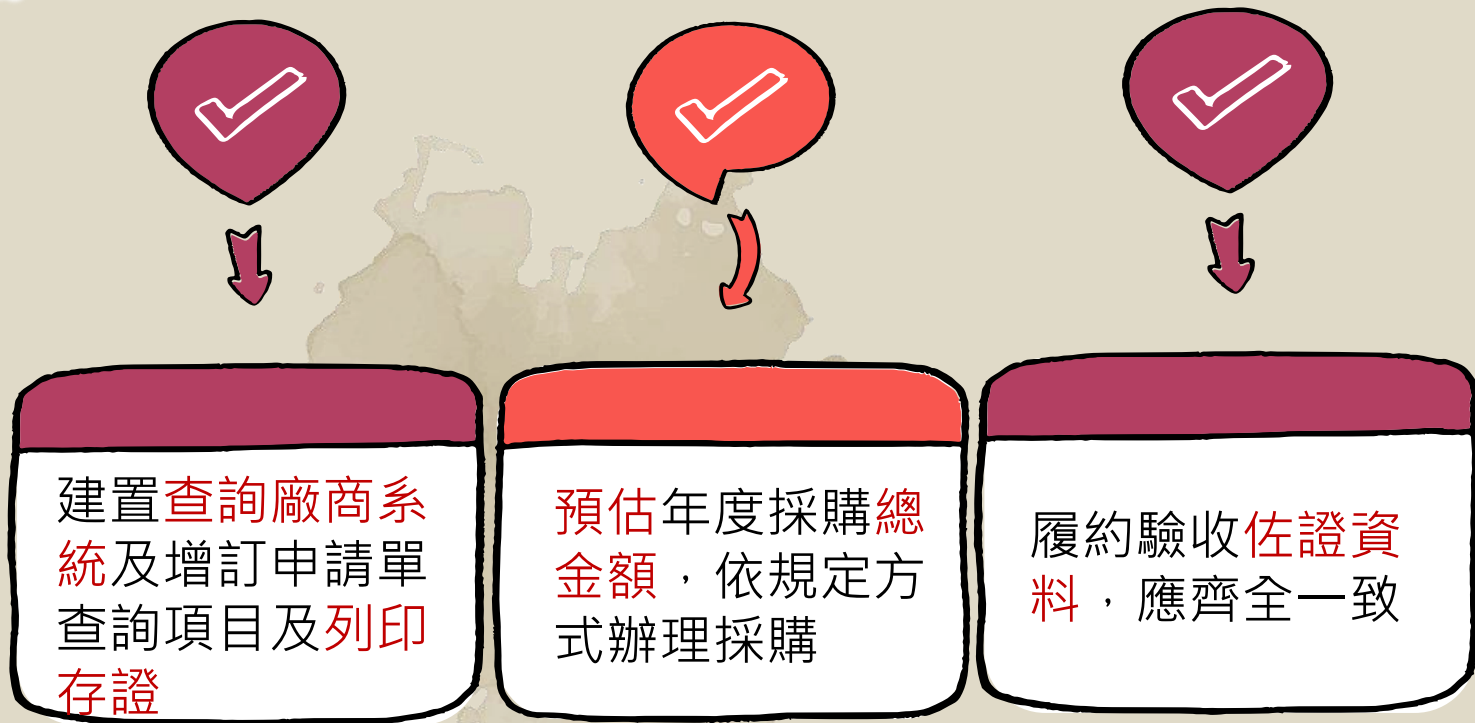 建置查詢廠商系
統及增訂申請單
查詢項目及列印
存證
預估年度採購總
金額，依規定方
式辦理採購
履約驗收佐證資
料，應齊全一致